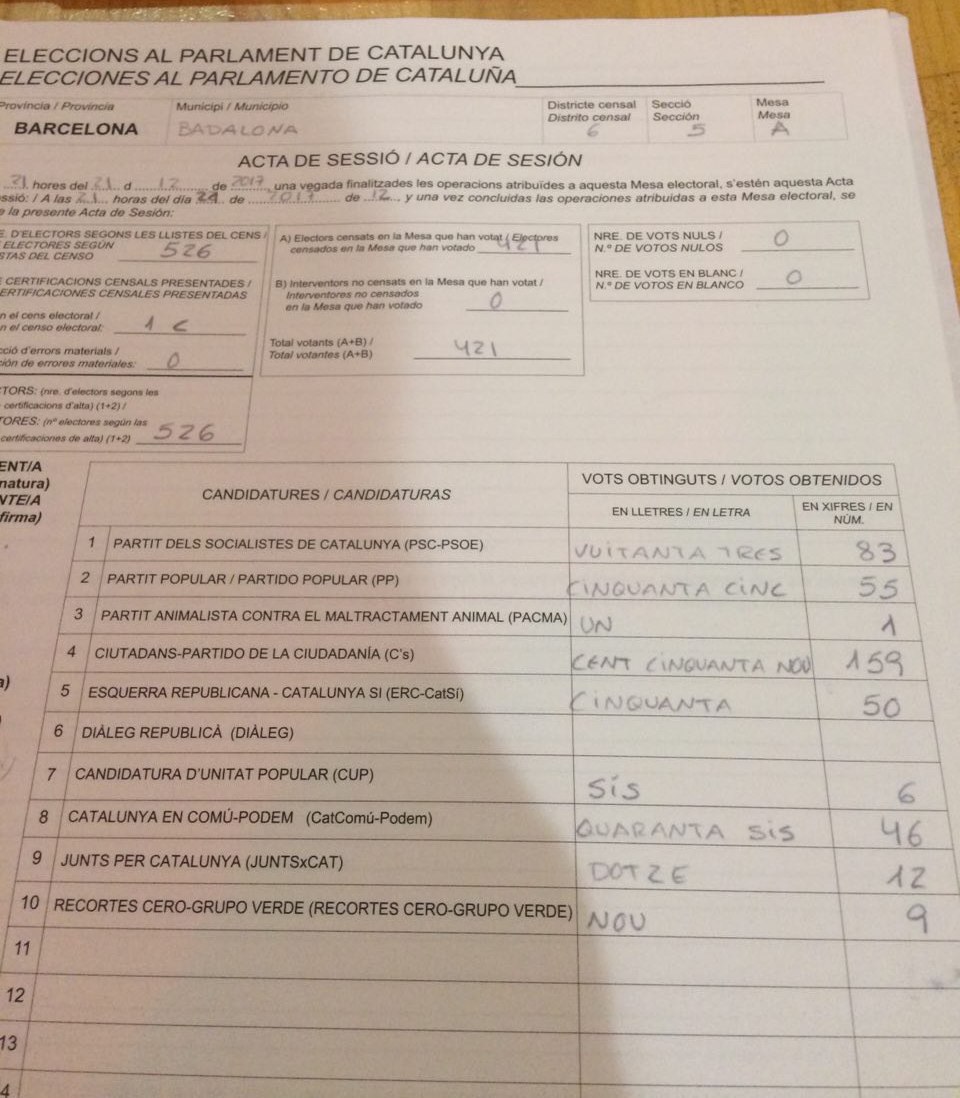 ELECCIONS AL PARLAMENT DE CATALUNYA
ELECCIONES AL PARLAMENTO DE CATALUÑA
Provincia / Provincia Municipi / Municipio Districte censal Secció Mesa
Distrito censal Sección Mesa
BARCELONA BADALONA 6 5 A
ACTA DE SESSIÓ / ACTA DE SESIÓN
21 hores del 21 d 12 de 2017, una vegada finalitzades les operacions atribuïdes a aquesta Mesa electoral, s'estén aquesta Acta
ssió: / A las 21 horas del día 21 de 2017 de 12, y una vez concluidas las operaciones atribuidas a esta Mesa electoral, se
e la presente Acta de Sesión:
E. D'ELECTORS SEGONS LES LLISTES DEL CENS /
ELECTORES SEGÚN
STAS DEL CENSO 526
CERTIFICACIONS CENSALS PRESENTADES /
ERTIFICACIONES CENSALES PRESENTADAS
n el cens electoral /
n el censo electoral: 1 C
cció d'errors materials /
ción de errores materiales: 0
CTORS: (nre. d'electors segons les
certificacions d'alta) (1+2) /
TORES: (nº electores según las
certificaciones de alta) (1+2) 526
A) Electors censats en la Mesa que han votat / Electores
censados en la Mesa que han votado 421
B) Interventors no censats en la Mesa que han votat /
Interventores no censados
en la Mesa que han votado 0
Total votants (A+B) /
Total votantes (A+B) 421
NRE. DE VOTS NULS /
N.º DE VOTOS NULOS 0
NRE. DE VOTS EN BLANC /
N.º DE VOTOS EN BLANCO 0
ENT/A
natura)
NTE/A
firma)
CANDIDATURES / CANDIDATURAS VOTS OBTINGUTS / VOTOS OBTENIDOS
EN LLETRES / EN LETRA EN XIFRES / EN
NÚM.
1 PARTIT DELS SOCIALISTES DE CATALUNYA (PSC-PSOE) VUITANTA TRES 83
2 PARTIT POPULAR / PARTIDO POPULAR (PP) CINQUANTA CINC 55
3 PARTIT ANIMALISTA CONTRA EL MALTRACTAMENT ANIMAL (PACMA) UN 1
4 CIUTADANS-PARTIDO DE LA CIUDADANÍA (C's) CENT CINQUANTA NOU 159
a)
5 ESQUERRA REPUBLICANA - CATALUNYA SI (ERC-CatSí) CINQUANTA 50
6 DIÀLEG REPUBLICÀ (DIÀLEG)
7 CANDIDATURA D'UNITAT POPULAR (CUP) SIS 6
8 CATALUNYA EN COMÚ-PODEM (CatComú-Podem) QUARANTA SIS 46
9 JUNTS PER CATALUNYA (JUNTSxCAT) DOTZE 12
10 RECORTES CERO-GRUPO VERDE (RECORTES CERO-GRUPO VERDE) NOU 9
11
12
13
4